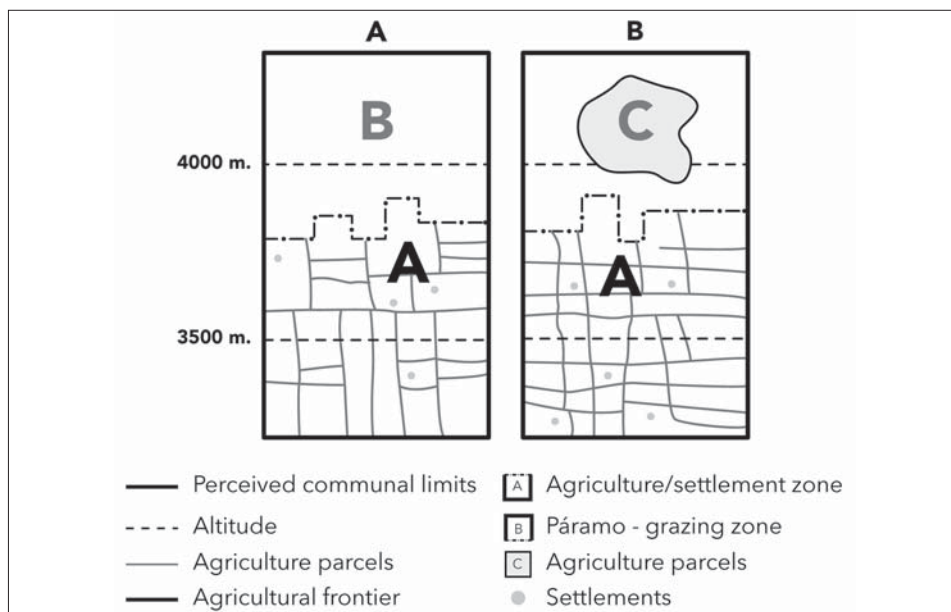 A B
B C
4000 m.
A A
3500 m.
Perceived communal limits A Agriculture/settlement zone
Altitude B Páramo - grazing zone
Agriculture parcels C Agriculture parcels
Agricultural frontier Settlements